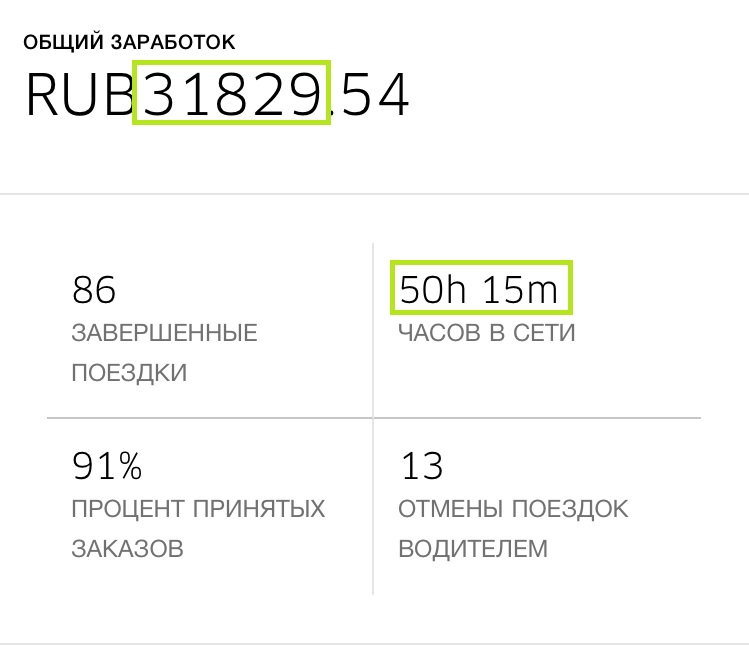 ОБЩИЙ ЗАРАБОТОК
RUB31829.54
86
ЗАВЕРШЕННЫЕ
ПОЕЗДКИ
50h 15m
ЧАСОВ В СЕТИ
91%
ПРОЦЕНТ ПРИНЯТЫХ
ЗАКАЗОВ
13
ОТМЕНЫ ПОЕЗДОК
ВОДИТЕЛЕМ